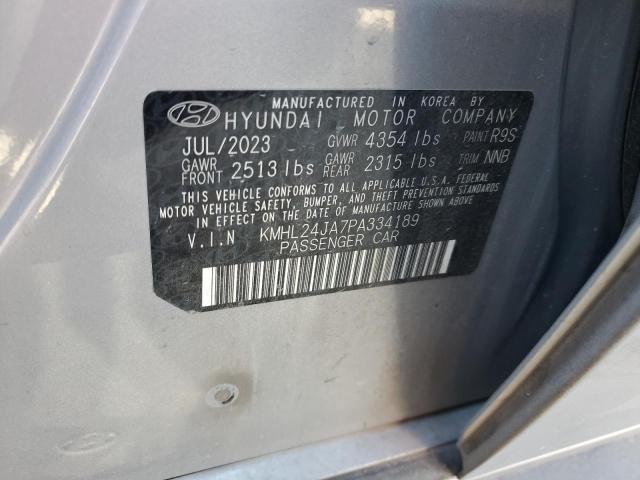 MANUFACTURED IN KOREA BY
HYUNDAI MOTOR COMPANY
JUL/2023 GVWR 4354 lbs PAINT R9S
GAWR FRONT 2513 lbs GAWR REAR 2315 lbs TRIM NNB
THIS VEHICLE CONFORMS TO ALL APPLICABLE U.S.A. FEDERAL
MOTOR VEHICLE SAFETY, BUMPER, AND THEFT PREVENTION STANDARDS
IN EFFECT ON THE DATE OF MANUFACTURE SHOWN ABOVE.
V.I.N KMHL24JA7PA334189
PASSENGER CAR